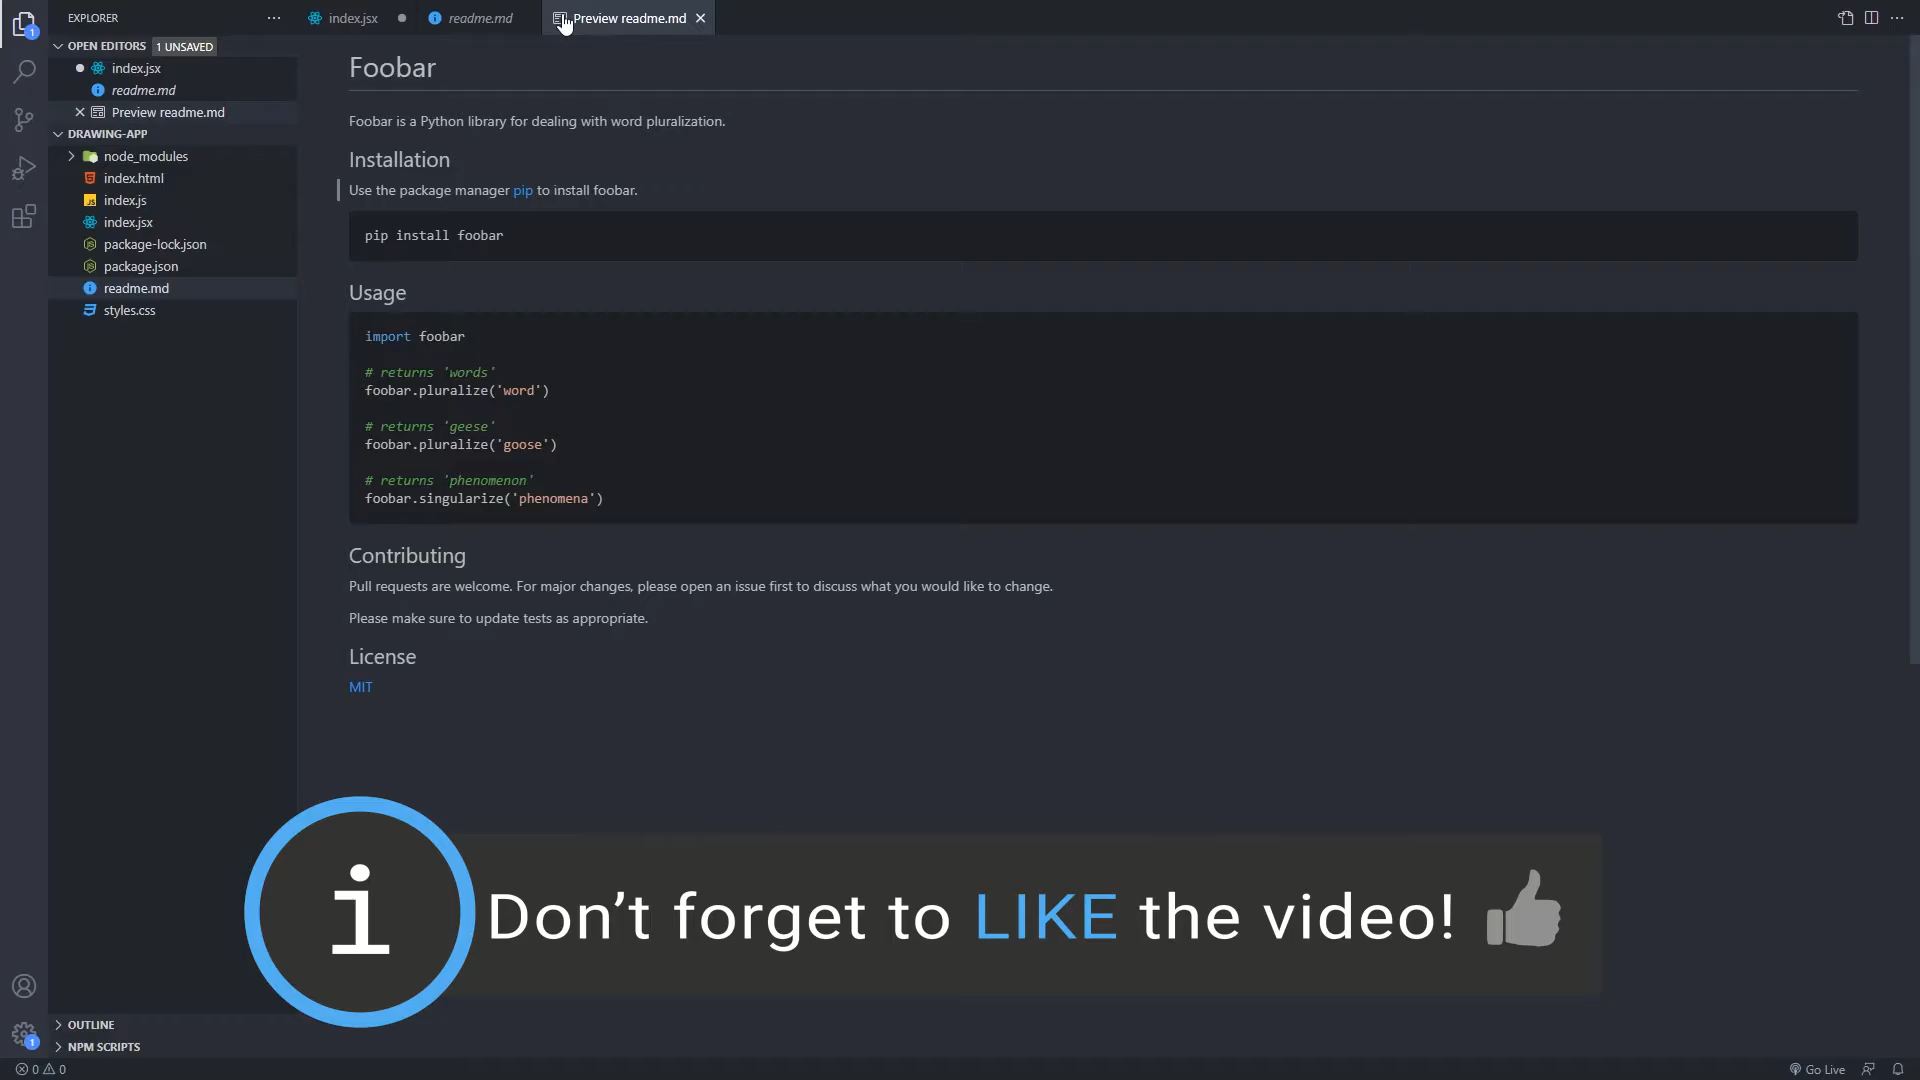 EXPLORER
index.jsx
readme.md
Preview readme.md
OPEN EDITORS
1 UNSAVED
index.jsx
readme.md
Preview readme.md
DRAWING-APP
node_modules
index.html
index.js
index.jsx
package-lock.json
package.json
readme.md
styles.css
Foobar
Foobar is a Python library for dealing with word pluralization.
Installation
Use the package manager pip to install foobar.
pip install foobar
Usage
import foobar
# returns 'words'
foobar.pluralize('word')
# returns 'geese'
foobar.pluralize('goose')
# returns 'phenomenon'
foobar.singularize('phenomena')
Contributing
Pull requests are welcome. For major changes, please open an issue first to discuss what you would like to change.
Please make sure to update tests as appropriate.
License
MIT
i Don’t forget to LIKE the video!
OUTLINE
NPM SCRIPTS
0 0
Go Live
1
1
JS